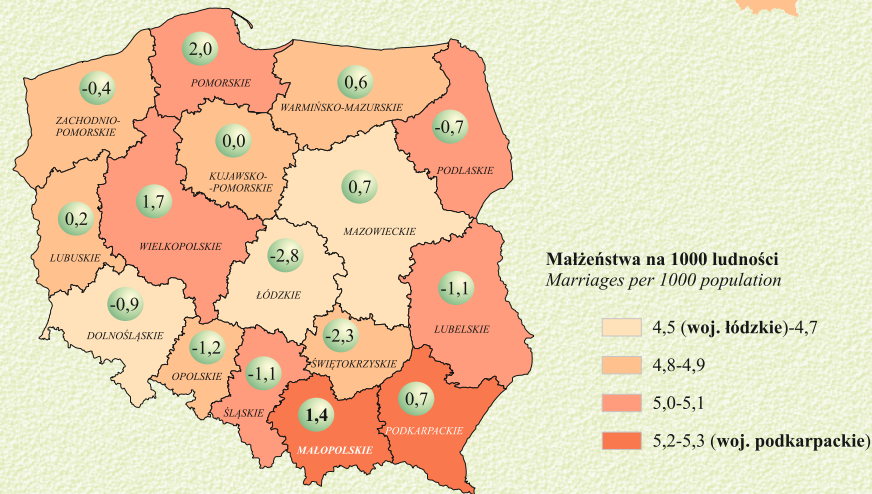 2,0
POMORSKIE
-0,4
ZACHODNIO-
POMORSKIE
0,6
WARMIŃSKO-MAZURSKIE
-0,7
PODLASKIE
0,0
KUJAWSKO-
-POMORSKIE
0,7
MAZOWIECKIE
1,7
WIELKOPOLSKIE
0,2
LUBUSKIE
-2,8
ŁÓDZKIE
-0,9
DOLNOŚLĄSKIE
-1,1
LUBELSKIE
-1,2
OPOLSKIE
-1,1
ŚLĄSKIE
-2,3
ŚWIĘTOKRZYSKIE
1,4
MAŁOPOLSKIE
0,7
PODKARPACKIE
Małżeństwa na 1000 ludności
Marriages per 1000 population
4,5 (woj. łódzkie)-4,7
4,8-4,9
5,0-5,1
5,2-5,3 (woj. podkarpackie)